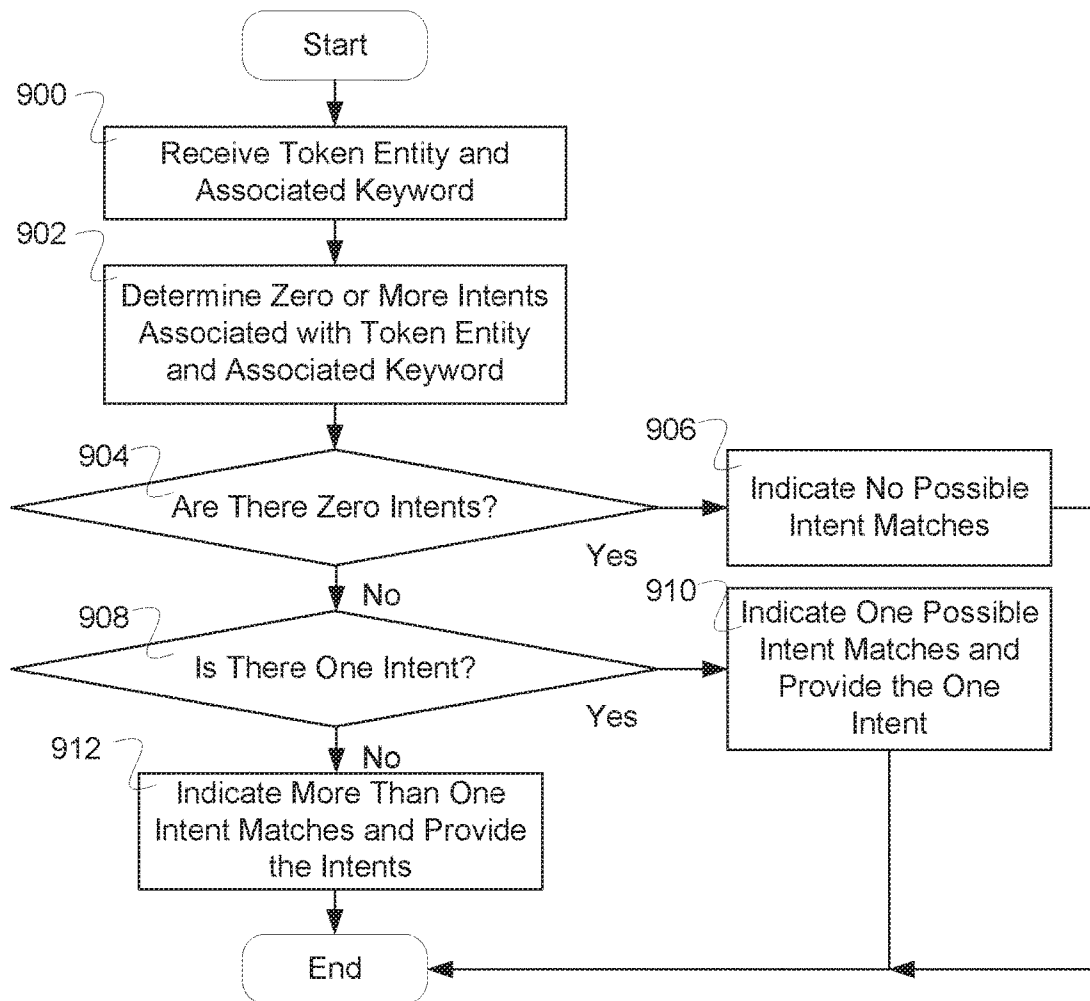 Start
900
Receive Token Entity and
Associated Keyword
902
Determine Zero or More Intents
Associated with Token Entity
and Associated Keyword
904
Are There Zero Intents?
Yes
906
Indicate No Possible
Intent Matches
No
908
Is There One Intent?
Yes
910
Indicate One Possible
Intent Matches and
Provide the One
Intent
No
912
Indicate More Than One
Intent Matches and Provide
the Intents
End